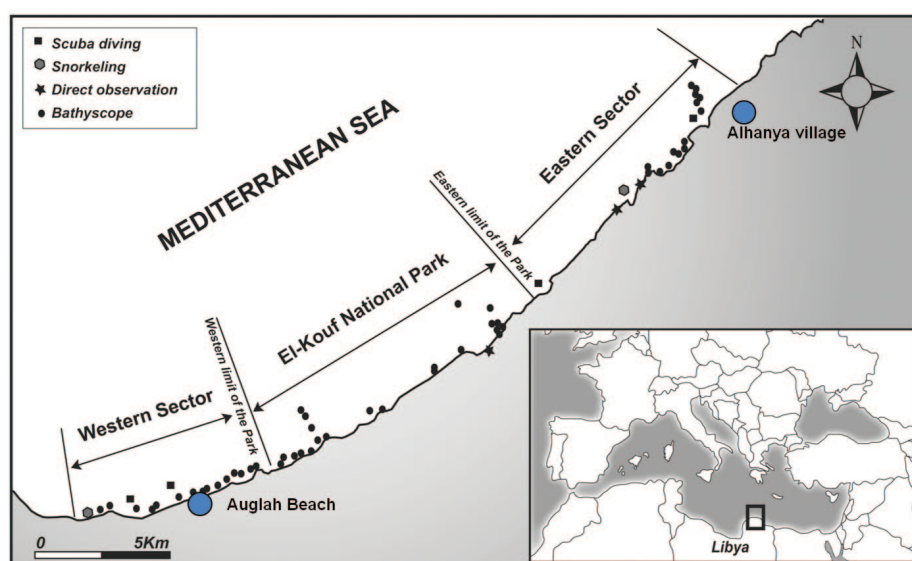 Scuba diving
Snorkeling
Direct observation
Bathyscope
N
MEDITERRANEAN SEA
Eastern Sector
Alhanya village
Eastern limit of the Park
El-Kouf National Park
Western limit of the Park
Western Sector
Auglah Beach
0 5Km
Libya